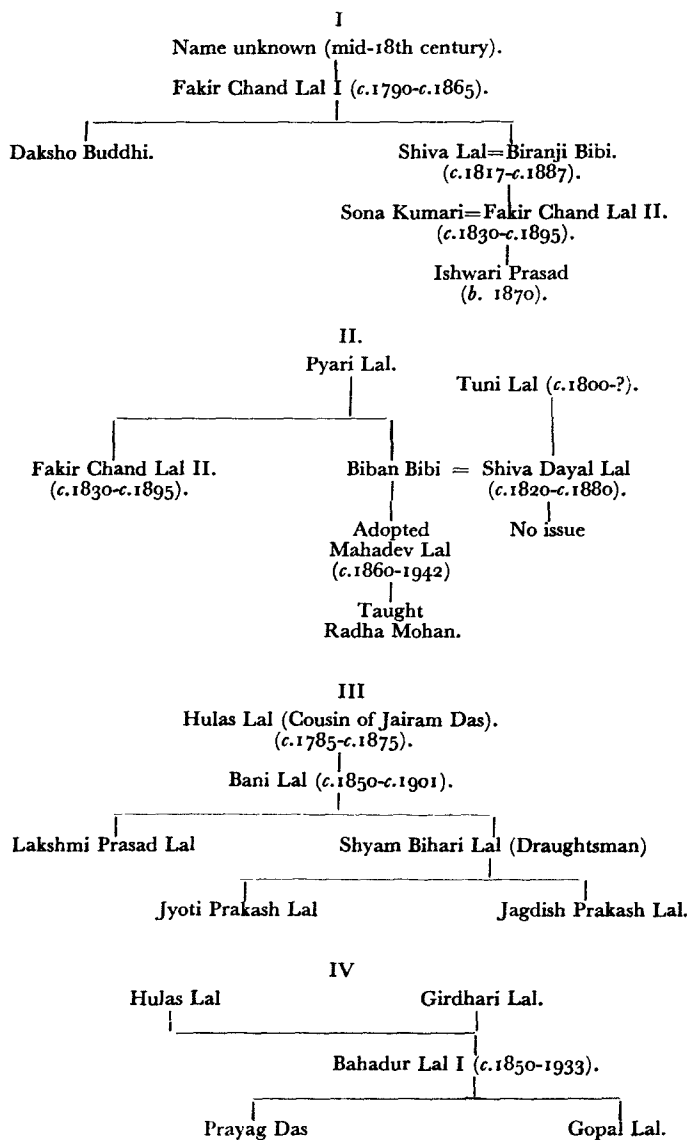 I
Name unknown (mid-18th century).
Fakir Chand Lal I (c.1790-c.1865).
Daksho Buddhi.
Shiva Lal=Biranji Bibi.
(c.1817-c.1887).
Sona Kumari=Fakir Chand Lal II.
(c.1830-c.1895).
Ishwari Prasad
(b. 1870).
II.
Pyari Lal.
Tuni Lal (c.1800-?).
Fakir Chand Lal II.
(c.1830-c.1895).
Biban Bibi = Shiva Dayal Lal
(c.1820-c.1880).
Adopted
Mahadev Lal
(c.1860-1942)
No issue
Taught
Radha Mohan.
III
Hulas Lal (Cousin of Jairam Das).
(c.1785-c.1875).
Bani Lal (c.1850-c.1901).
Lakshmi Prasad Lal
Shyam Bihari Lal (Draughtsman)
Jyoti Prakash Lal
Jagdish Prakash Lal.
IV
Hulas Lal
Girdhari Lal.
Bahadur Lal I (c.1850-1933).
Prayag Das
Gopal Lal.